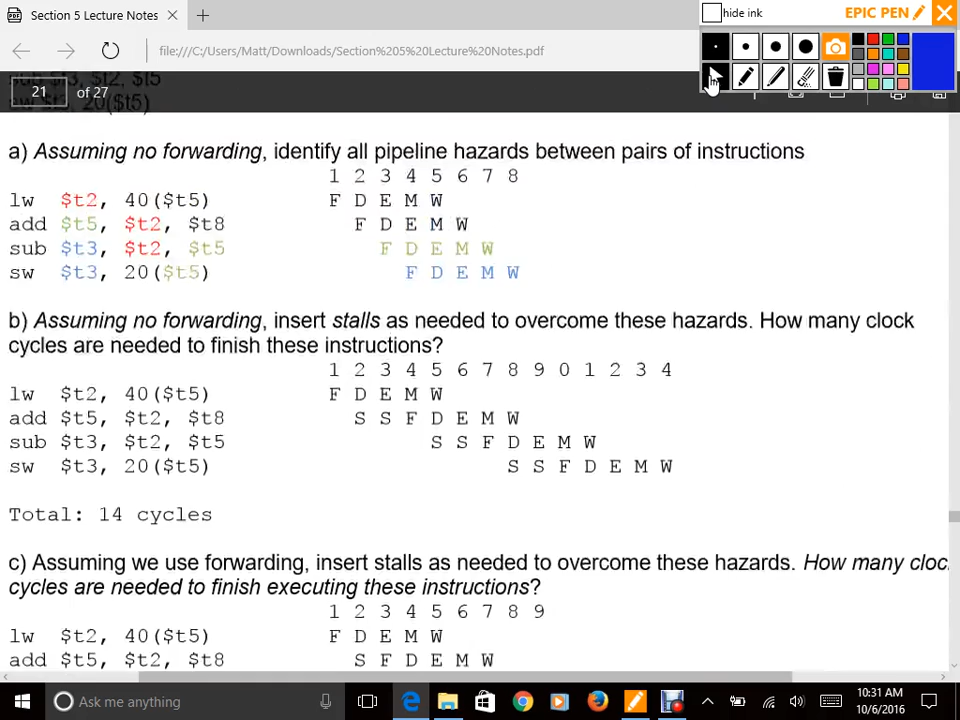 Section 5 Lecture Notes
hide ink
EPIC PEN
file:///C:/Users/Matt/Downloads/Section%205%20Lecture%20Notes.pdf
sub $t3, $t2, $t5
sw $t3, 20($t5)
21 of 27
a) Assuming no forwarding, identify all pipeline hazards between pairs of instructions
1 2 3 4 5 6 7 8
lw $t2, 40($t5) F D E M W
add $t5, $t2, $t8 F D E M W
sub $t3, $t2, $t5 F D E M W
sw $t3, 20($t5) F D E M W
b) Assuming no forwarding, insert stalls as needed to overcome these hazards. How many clock
cycles are needed to finish these instructions?
1 2 3 4 5 6 7 8 9 0 1 2 3 4
lw $t2, 40($t5) F D E M W
add $t5, $t2, $t8 S S F D E M W
sub $t3, $t2, $t5 S S F D E M W
sw $t3, 20($t5) S S F D E M W
Total: 14 cycles
c) Assuming we use forwarding, insert stalls as needed to overcome these hazards. How many cloc
cycles are needed to finish executing these instructions?
1 2 3 4 5 6 7 8 9
lw $t2, 40($t5) F D E M W
add $t5, $t2, $t8 S F D E M W
Ask me anything
10:31 AM
10/6/2016